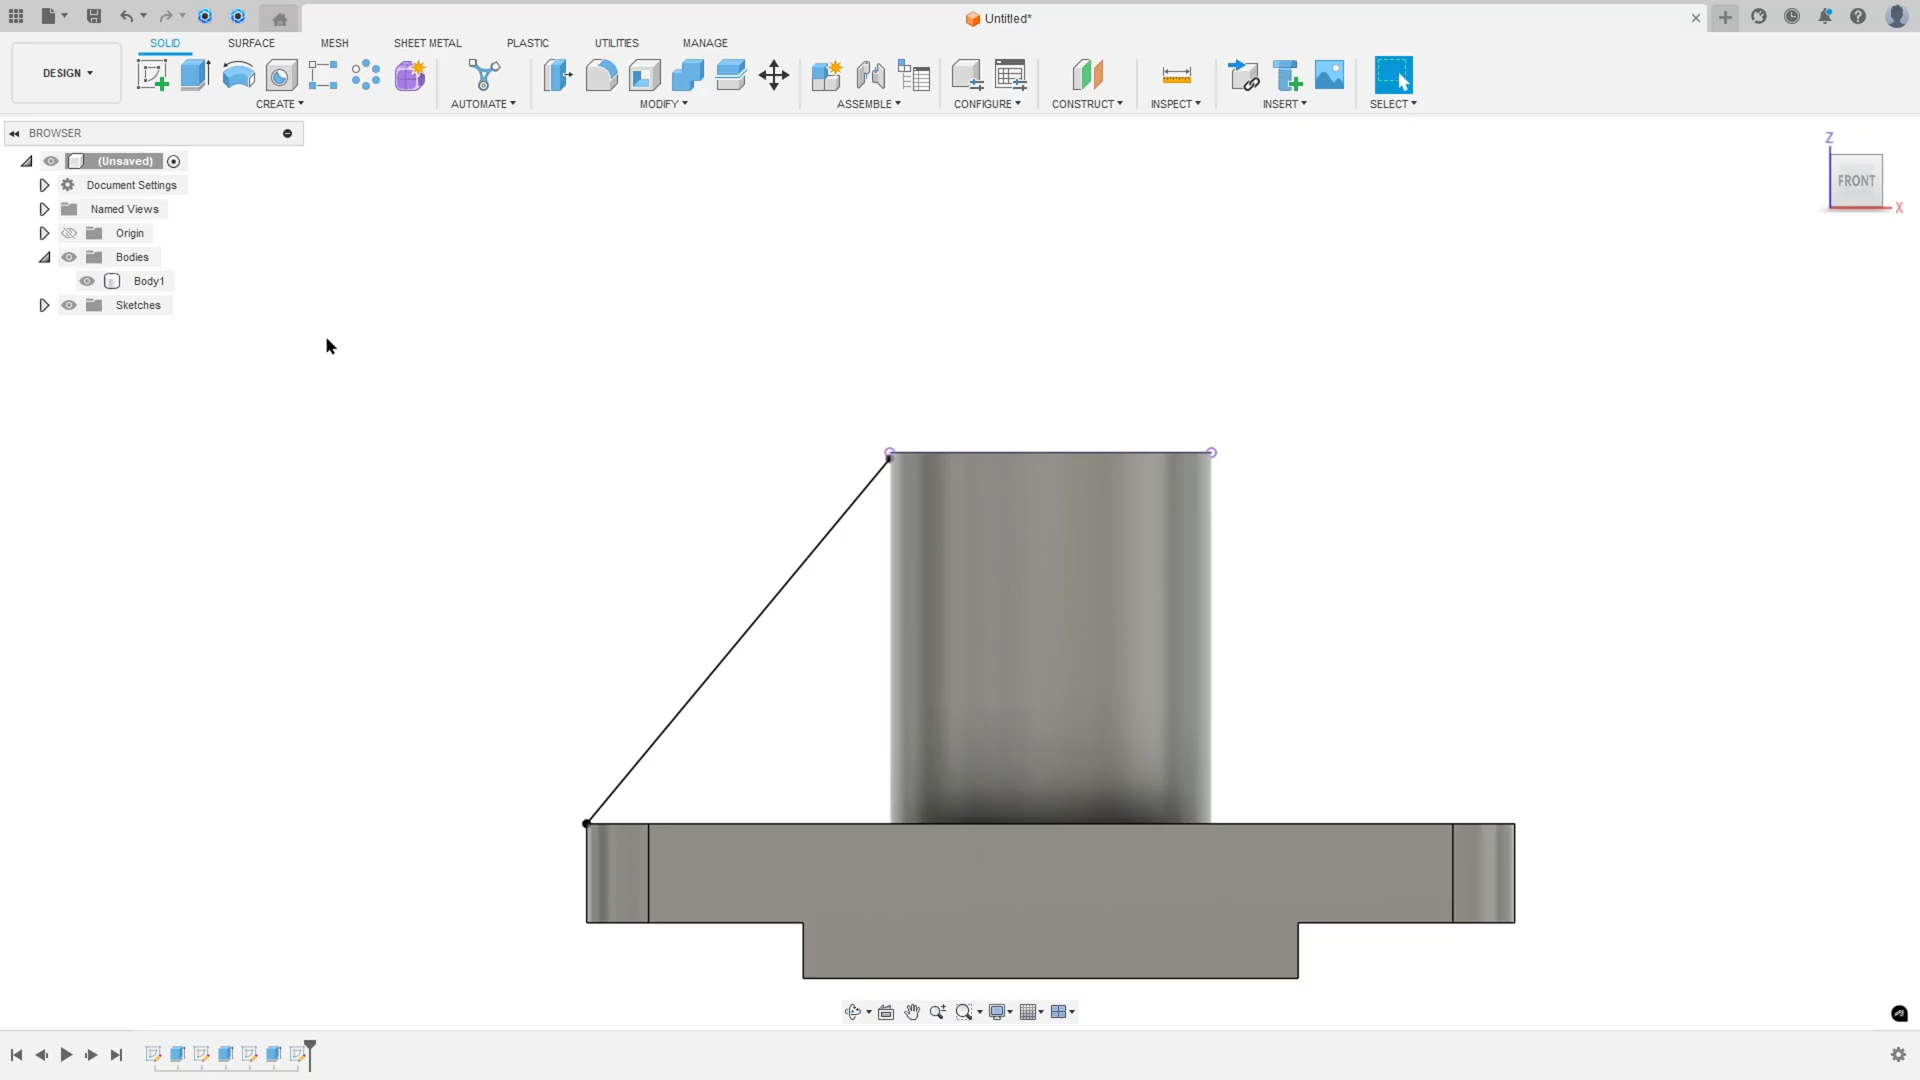 Untitled*
DESIGN
SOLID
SURFACE
MESH
SHEET METAL
PLASTIC
UTILITIES
MANAGE
CREATE
AUTOMATE
MODIFY
ASSEMBLE
CONFIGURE
CONSTRUCT
INSPECT
INSERT
SELECT
BROWSER
(Unsaved)
Document Settings
Named Views
Origin
Bodies
Body1
Sketches
Z
FRONT
X